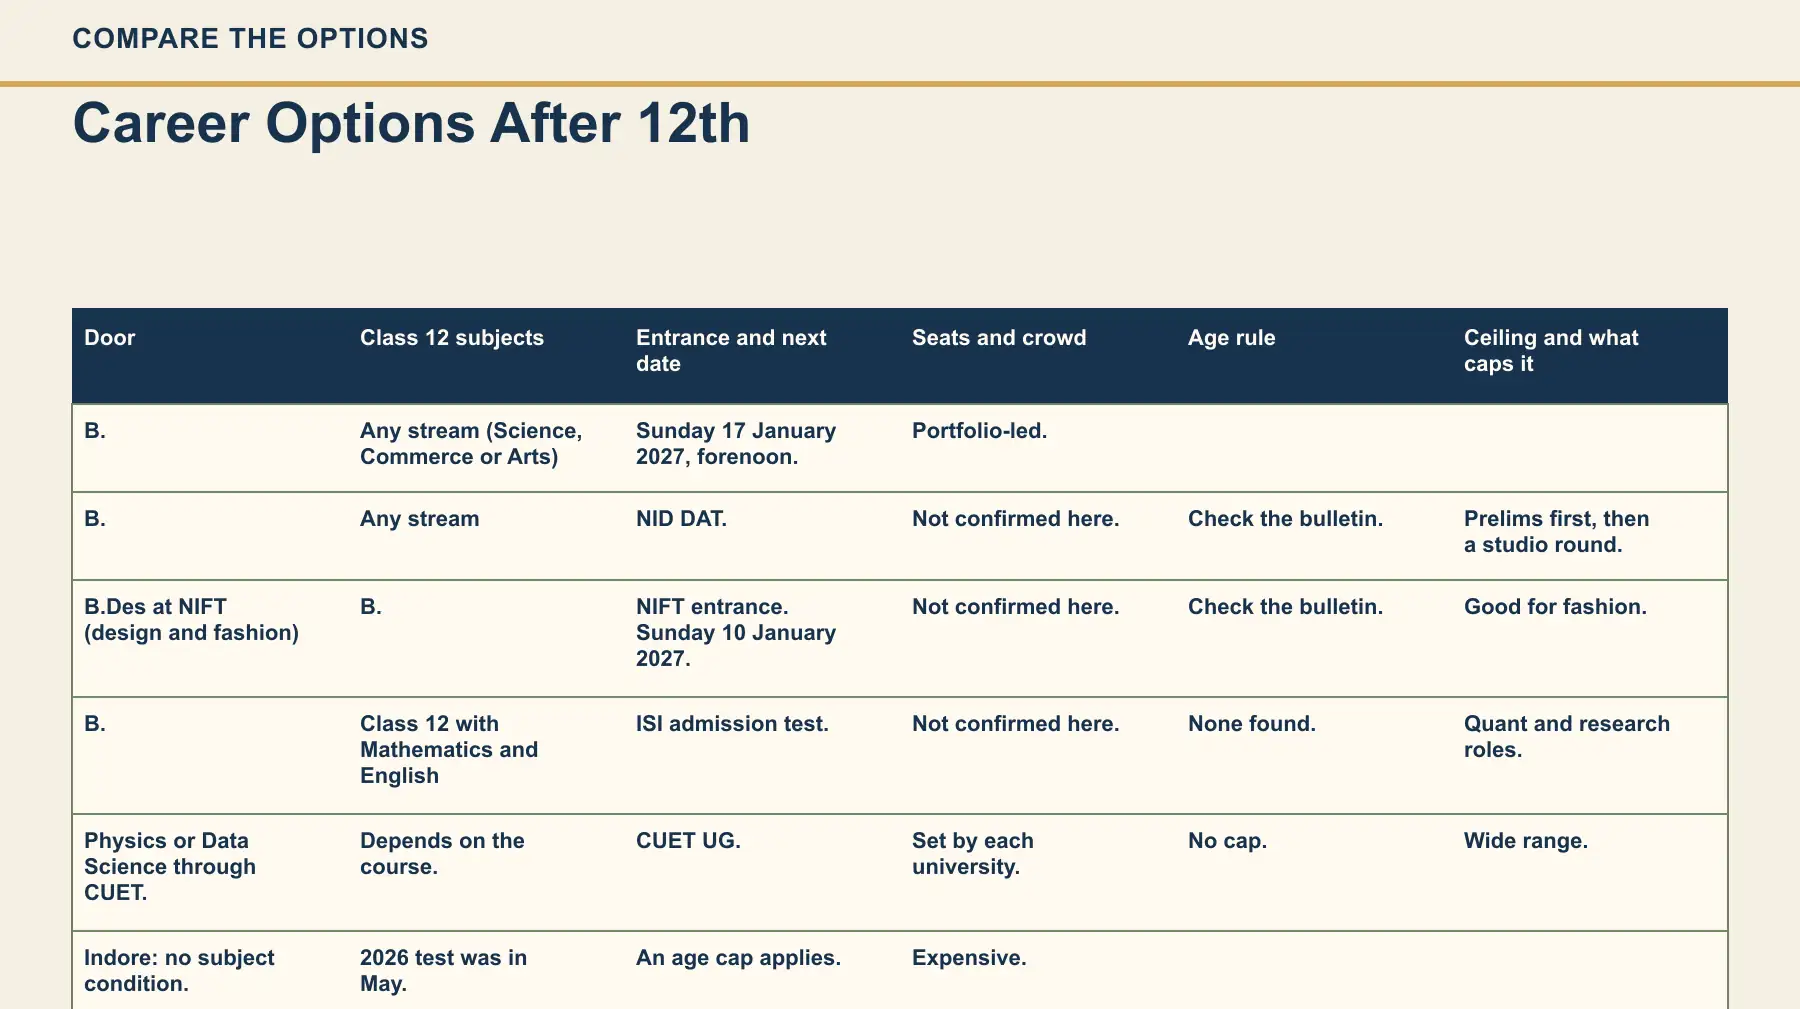 COMPARE THE OPTIONS
Career Options After 12th
Door
Class 12 subjects
Entrance and next
date
Seats and crowd
Age rule
Ceiling and what
caps it
B.
Any stream (Science,
Commerce or Arts)
Sunday 17 January
2027, forenoon.
Portfolio-led.
B.
Any stream
NID DAT.
Not confirmed here.
Check the bulletin.
Prelims first, then
a studio round.
B.Des at NIFT
(design and fashion)
B.
NIFT entrance.
Sunday 10 January
2027.
Not confirmed here.
Check the bulletin.
Good for fashion.
B.
Class 12 with
Mathematics and
English
ISI admission test.
Not confirmed here.
None found.
Quant and research
roles.
Physics or Data
Science through
CUET.
Depends on the
course.
CUET UG.
Set by each
university.
No cap.
Wide range.
Indore: no subject
condition.
2026 test was in
May.
An age cap applies.
Expensive.